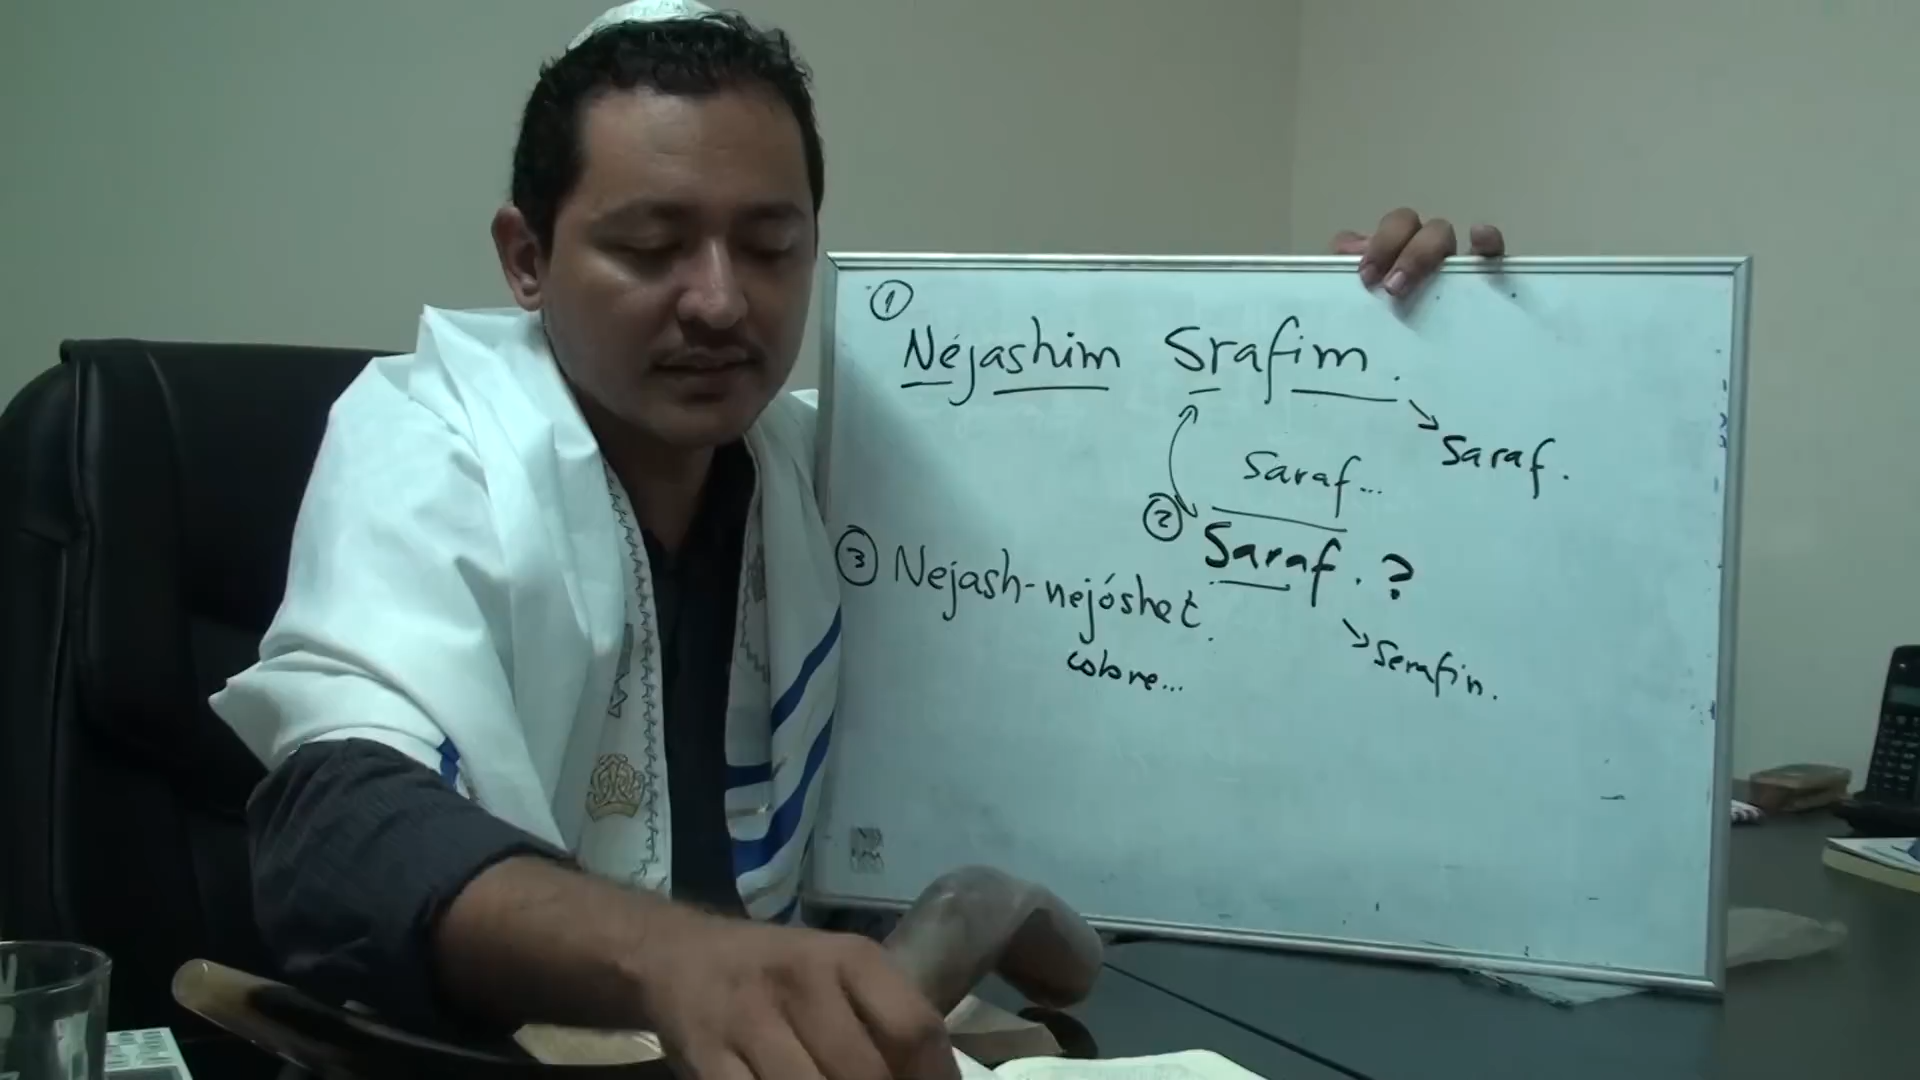 ① Néjashim Srafim.
Saraf.
Saraf...
② Saraf. ?
③ Nejash-nejóshet.
cobre...
Serafin.